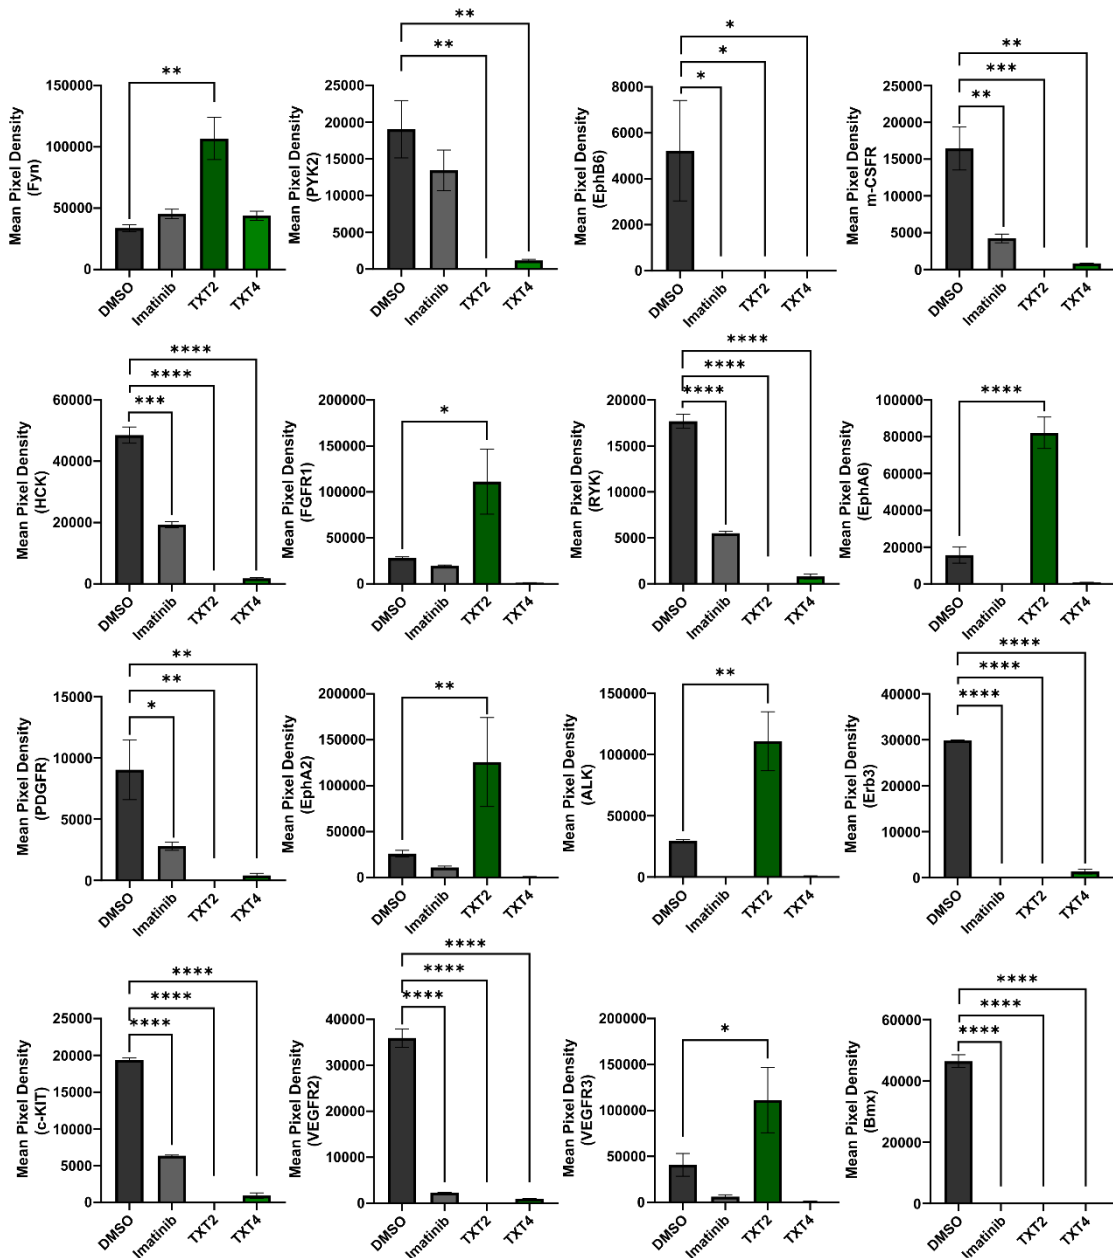 **
150000
100000
50000
0
Mean Pixel Density
(Fyn)
DMSO
Imatinib
TXT2
TXT4
**
**
25000
20000
15000
10000
5000
0
Mean Pixel Density
(PYK2)
DMSO
Imatinib
TXT2
TXT4
*
*
*
8000
6000
4000
2000
0
Mean Pixel Density
(EphB6)
DMSO
Imatinib
TXT2
TXT4
**
***
**
25000
20000
15000
10000
5000
0
Mean Pixel Density
m-CSFR
DMSO
Imatinib
TXT2
TXT4
****
****
***
60000
40000
20000
0
Mean Pixel Density
(HCK)
DMSO
Imatinib
TXT2
TXT4
*
200000
150000
100000
50000
0
Mean Pixel Density
(FGFR1)
DMSO
Imatinib
TXT2
TXT4
****
****
****
20000
15000
10000
5000
0
Mean Pixel Density
(RYK)
DMSO
Imatinib
TXT2
TXT4
****
100000
80000
60000
40000
20000
0
Mean Pixel Density
(EphA6)
DMSO
Imatinib
TXT2
TXT4
**
**
*
15000
10000
5000
0
Mean Pixel Density
(PDGFR)
DMSO
Imatinib
TXT2
TXT4
**
200000
150000
100000
50000
0
Mean Pixel Density
(EphA2)
DMSO
Imatinib
TXT2
TXT4
**
150000
100000
50000
0
Mean Pixel Density
(ALK)
DMSO
Imatinib
TXT2
TXT4
****
****
****
40000
30000
20000
10000
0
Mean Pixel Density
(Erb3)
DMSO
Imatinib
TXT2
TXT4
****
****
****
25000
20000
15000
10000
5000
0
Mean Pixel Density
(c-KIT)
DMSO
Imatinib
TXT2
TXT4
****
****
****
40000
30000
20000
10000
0
Mean Pixel Density
(VEGFR2)
DMSO
Imatinib
TXT2
TXT4
*
200000
150000
100000
50000
0
Mean Pixel Density
(VEGFR3)
DMSO
Imatinib
TXT2
TXT4
****
****
****
60000
40000
20000
0
Mean Pixel Density
(Bmx)
DMSO
Imatinib
TXT2
TXT4